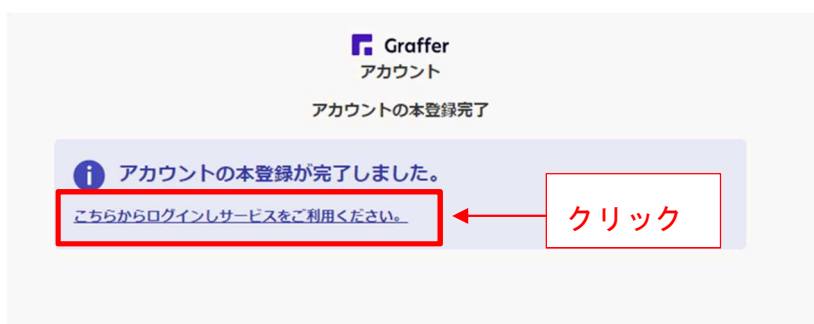 Graffer
アカウント
アカウントの本登録完了
アカウントの本登録が完了しました。
こちらからログインしサービスをご利用ください。
クリック